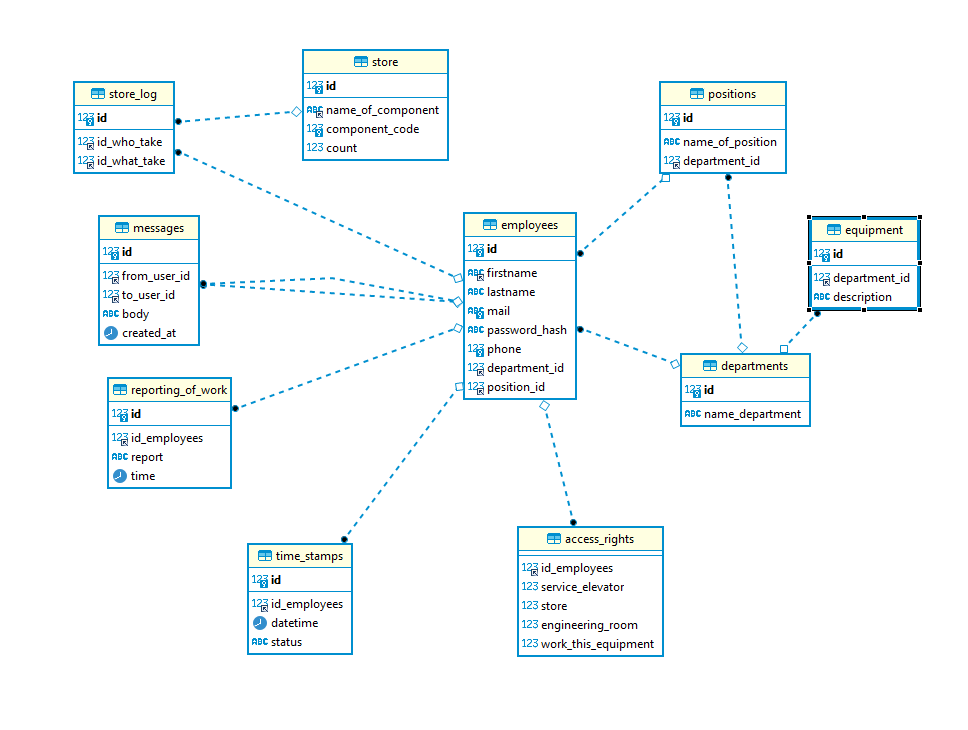 store
123 id
ABC name_of_component
123 component_code
123 count
store_log
123 id
123 id_who_take
123 id_what_take
positions
123 id
ABC name_of_position
123 department_id
messages
123 id
123 from_user_id
123 to_user_id
ABC body
created_at
employees
123 id
ABC firstname
ABC lastname
ABC mail
ABC password_hash
123 phone
123 department_id
123 position_id
equipment
123 id
123 department_id
ABC description
departments
123 id
ABC name_department
reporting_of_work
123 id
123 id_employees
ABC report
time
time_stamps
123 id
123 id_employees
datetime
ABC status
access_rights
123 id_employees
123 service_elevator
123 store
123 engineering_room
123 work_this_equipment